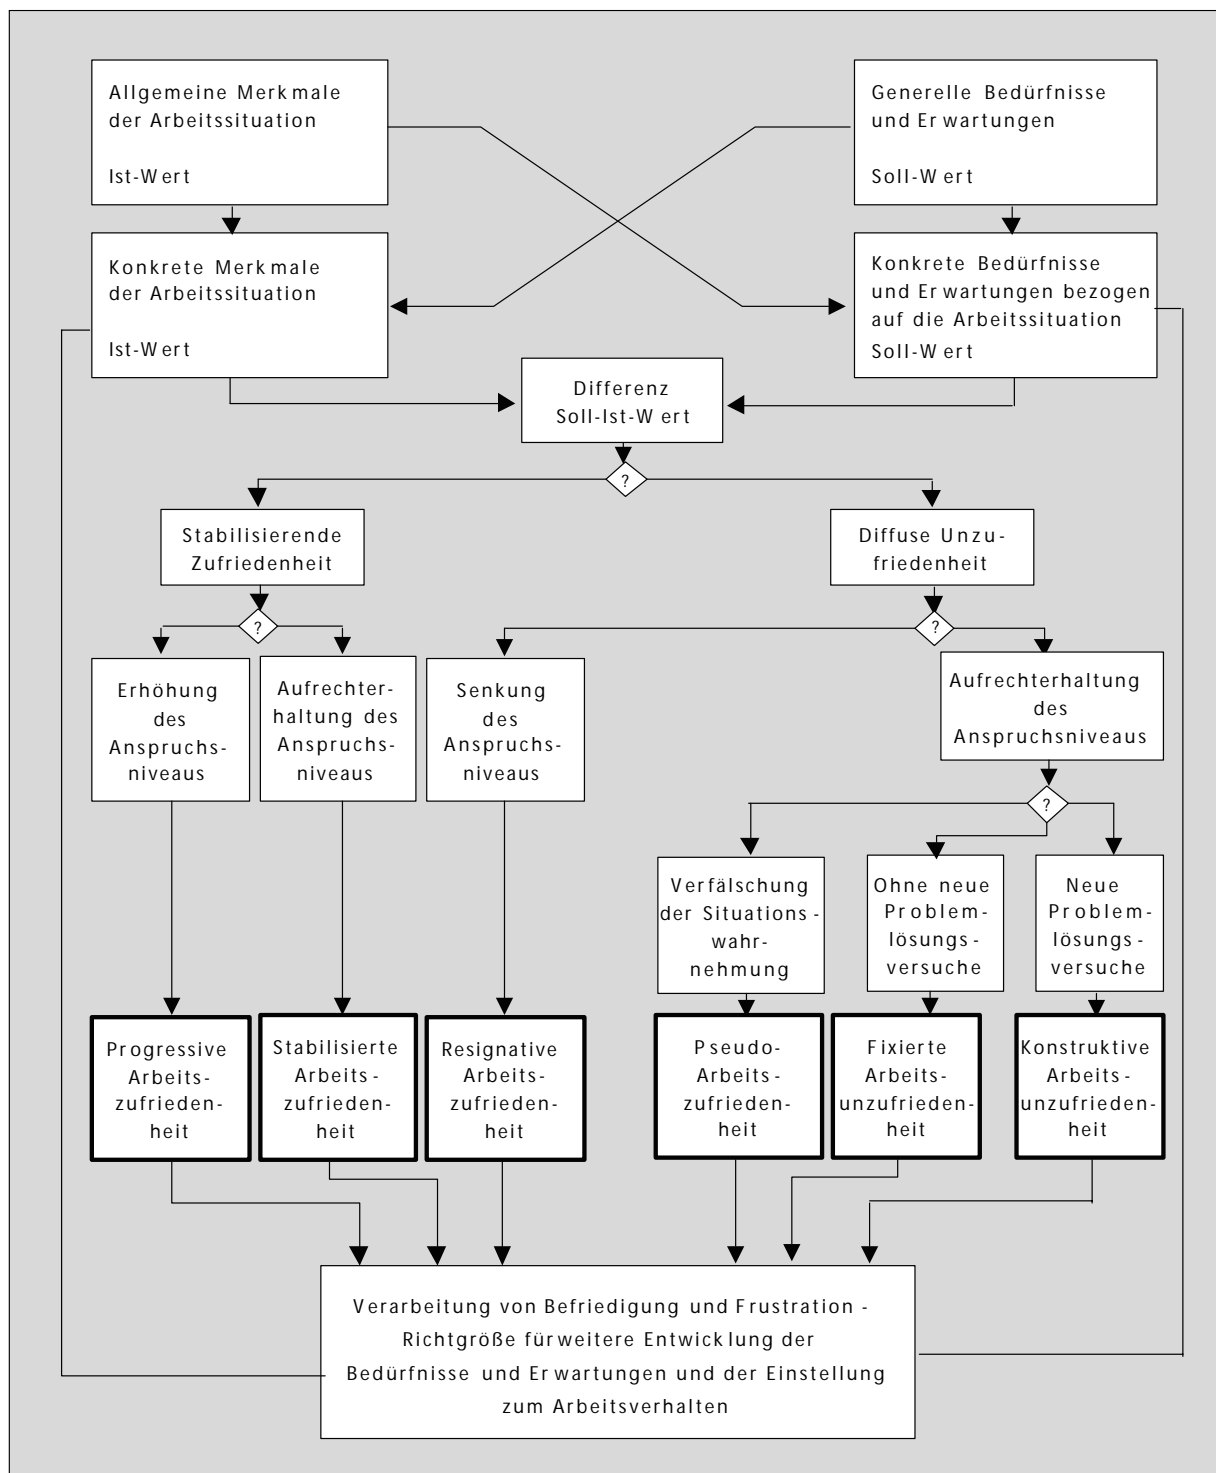 Allgemeine Merkmale
der Arbeitssituation
Ist-Wert
Generelle Bedürfnisse
und Erwartungen
Soll-Wert
Konkrete Merkmale
der Arbeitssituation
Ist-Wert
Konkrete Bedürfnisse
und Erwartungen bezogen
auf die Arbeitssituation
Soll-Wert
Differenz
Soll-Ist-Wert
?
Stabilisierende
Zufriedenheit
Diffuse Unzu-
friedenheit
?
?
Erhöhung
des
Anspruchs-
niveaus
Aufrechter-
haltung des
Anspruchs-
niveaus
Senkung
des
Anspruchs-
niveaus
Aufrechterhaltung
des
Anspruchsniveaus
?
Verfälschung
der Situations-
wahr-
nehmung
Ohne neue
Problem-
lösungs-
versuche
Neue
Problem-
lösungs-
versuche
Progressive
Arbeits-
zufrieden-
heit
Stabilisierte
Arbeits-
zufrieden-
heit
Resignative
Arbeits-
zufrieden-
heit
Pseudo-
Arbeits-
zufrieden-
heit
Fixierte
Arbeits-
unzufrieden-
heit
Konstruktive
Arbeits-
unzufrieden-
heit
Verarbeitung von Befriedigung und Frustration -
Richtgröße fürweitere Entwicklung der
Bedürfnisse und Erwartungen und der Einstellung
zum Arbeitsverhalten